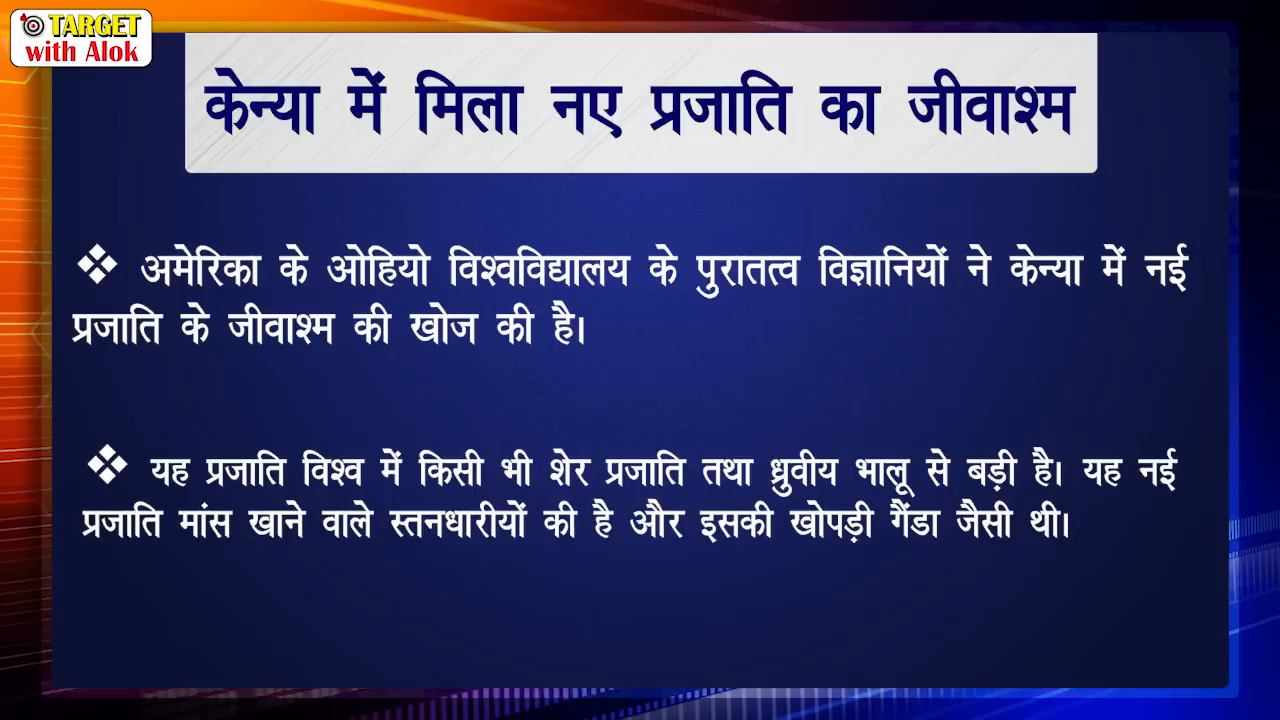 TARGET
with Alok
केन्या में मिला नए प्रजाति का जीवाश्म
❖ अमेरिका के ओहियो विश्वविद्यालय के पुरातत्व विज्ञानियों ने केन्या में नई
प्रजाति के जीवाश्म की खोज की है।
❖ यह प्रजाति विश्व में किसी भी शेर प्रजाति तथा ध्रुवीय भालू से बड़ी है। यह नई
प्रजाति मांस खाने वाले स्तनधारीयों की है और इसकी खोपड़ी गैंडा जैसी थी।